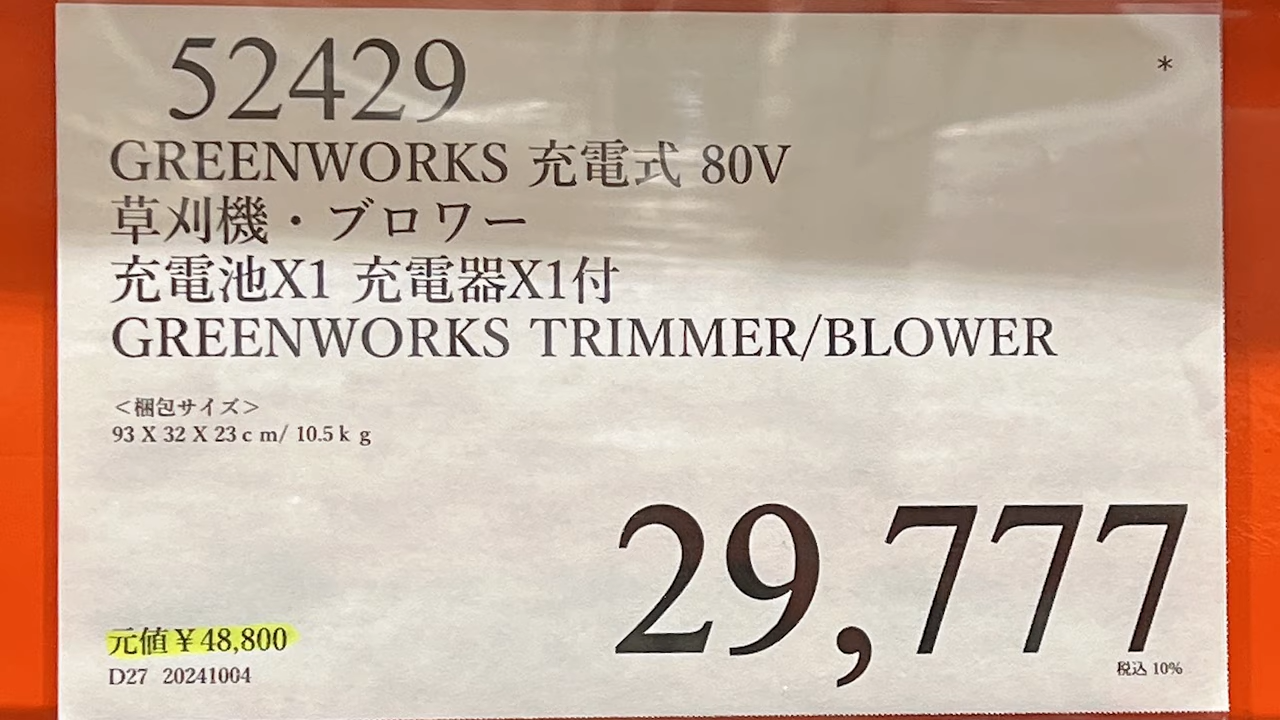 52429
*
GREENWORKS 充電式 80V
草刈機・ブロワー
充電池X1 充電器X1付
GREENWORKS TRIMMER/BLOWER
＜梱包サイズ＞
93 X 32 X 23ｃｍ/ 10.5ｋｇ
29,777
元値￥48,800
税込 10%
D27 20241004